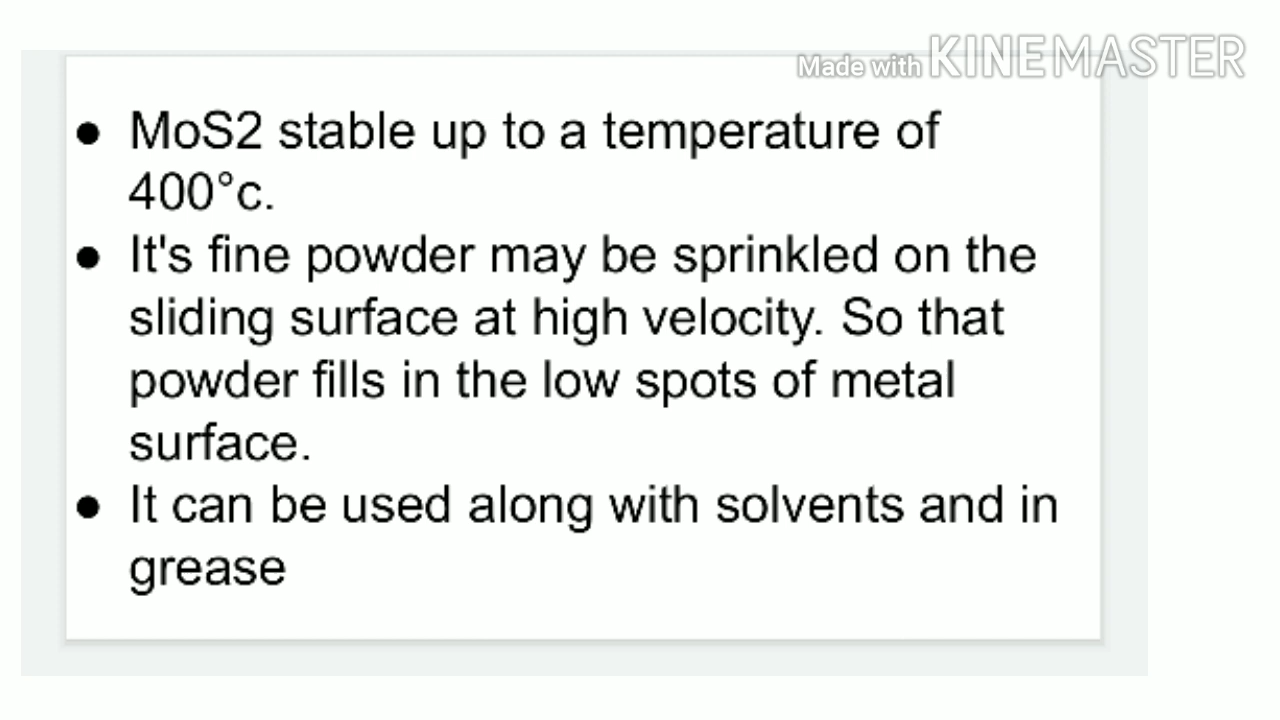 Made with KINEMASTER
● MoS2 stable up to a temperature of
400°c.
● It's fine powder may be sprinkled on the
sliding surface at high velocity. So that
powder fills in the low spots of metal
surface.
● It can be used along with solvents and in
grease